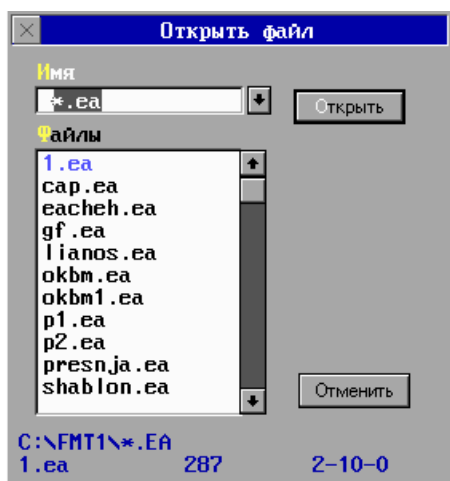 Открыть файл
Имя
*.ea
Открыть
Файлы
1.ea
cap.ea
eacheh.ea
gf.ea
lianos.ea
okbm.ea
okbm1.ea
p1.ea
p2.ea
presnja.ea
shablon.ea
Отменить
C:\FMT1\*.EA
1.ea 287 2-10-0